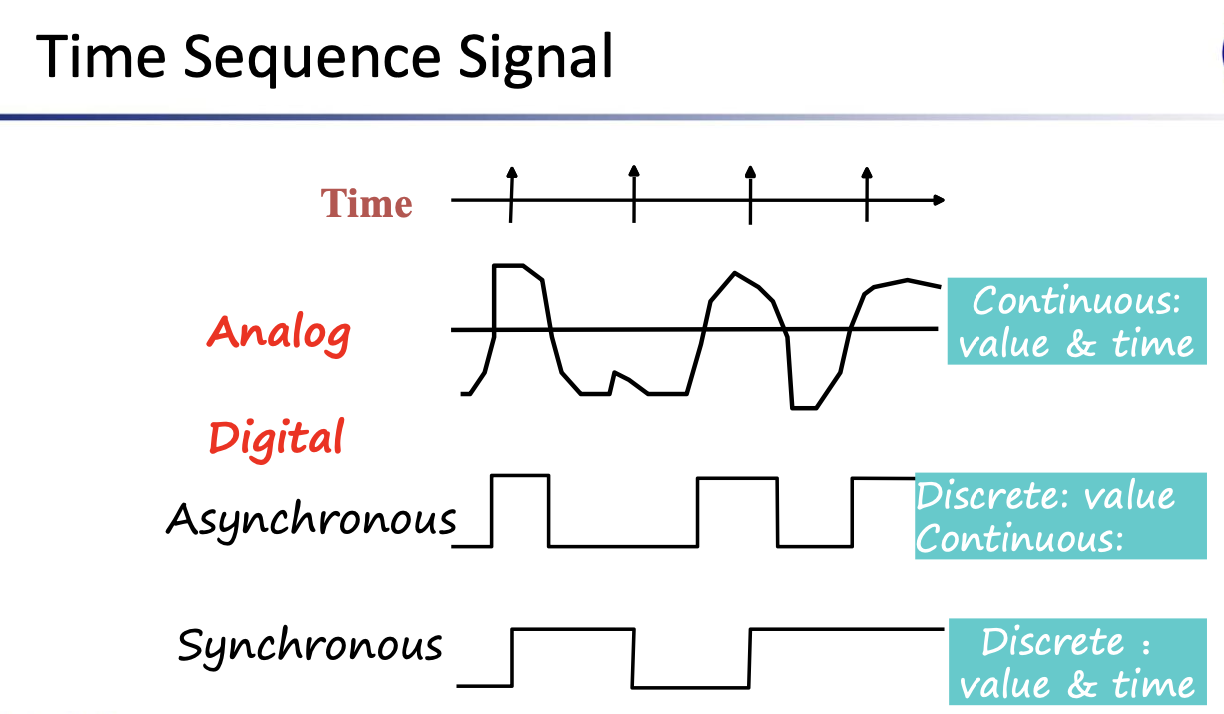 Time Sequence Signal
Time
Analog
Continuous:
value & time
Digital
Asynchronous
Discrete: value
Continuous:
Synchronous
Discrete :
value & time